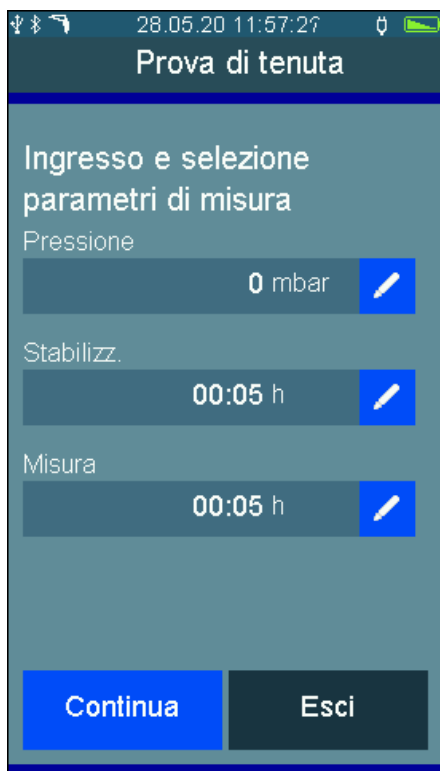 28.05.20 11:57:27
Prova di tenuta
Ingresso e selezione
parametri di misura
Pressione
0 mbar
Stabilizz.
00:05 h
Misura
00:05 h
Continua
Esci